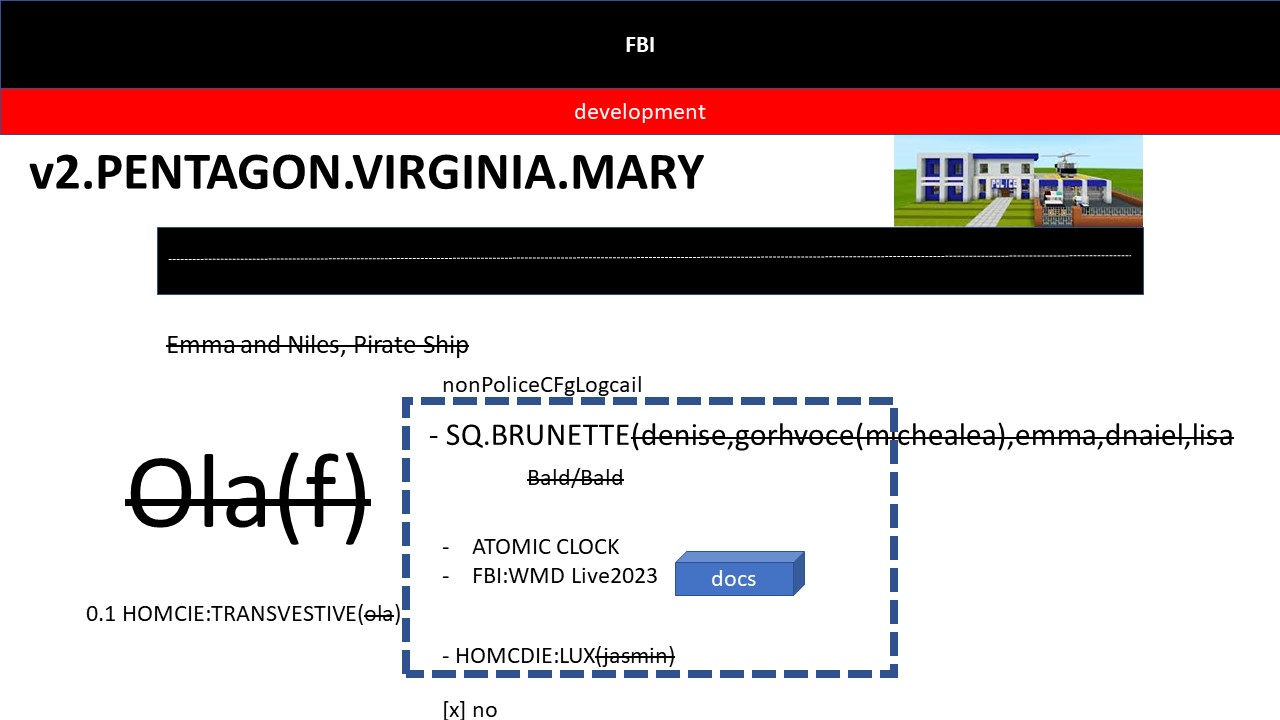 FBI
development
v2.PENTAGON.VIRGINIA.MARY
POLICE
Emma and Niles, Pirate Ship
nonPoliceCFgLogcail
- SQ.BRUNETTE(denise,gorhvoce(michealea),emma,dnaiel,lisa
Bald/Bald
Ola(f)
- ATOMIC CLOCK
- FBI:WMD Live2023
docs
0.1 HOMCIE:TRANSVESTIVE(ola)
- HOMCDIE:LUX(jasmin)
[x] no